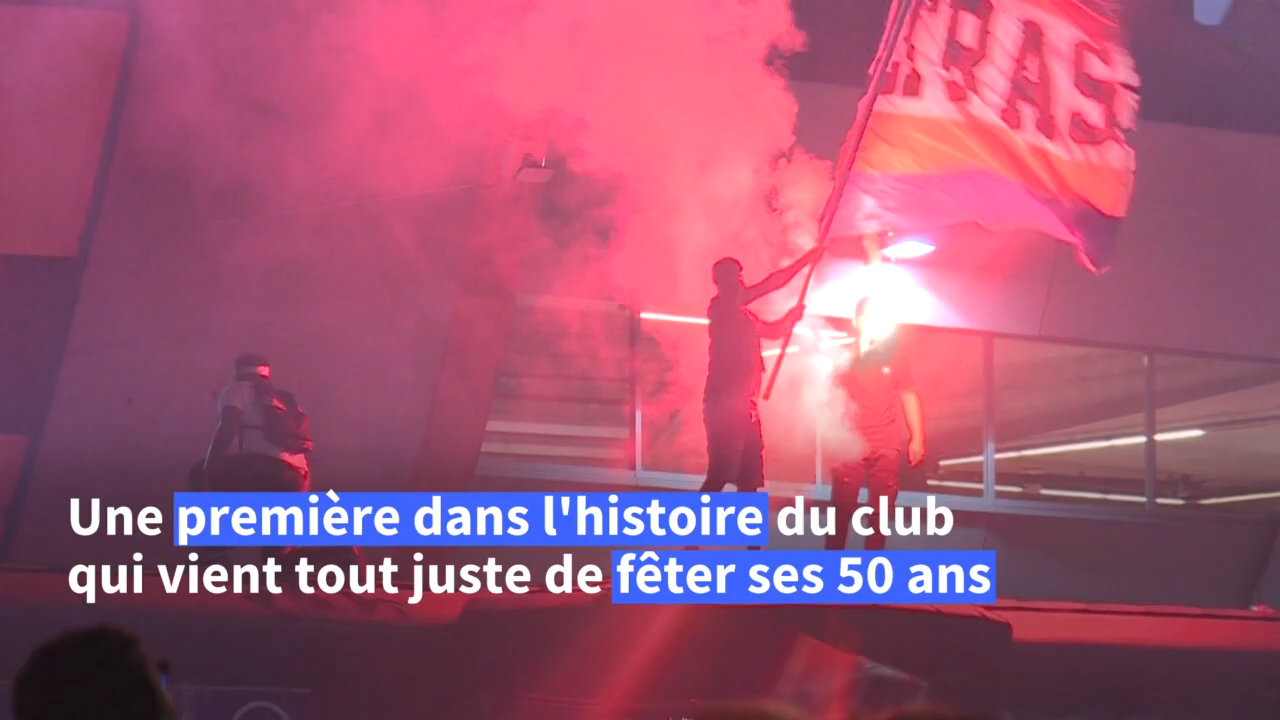 Une première dans l'histoire du club
qui vient tout juste de fêter ses 50 ans